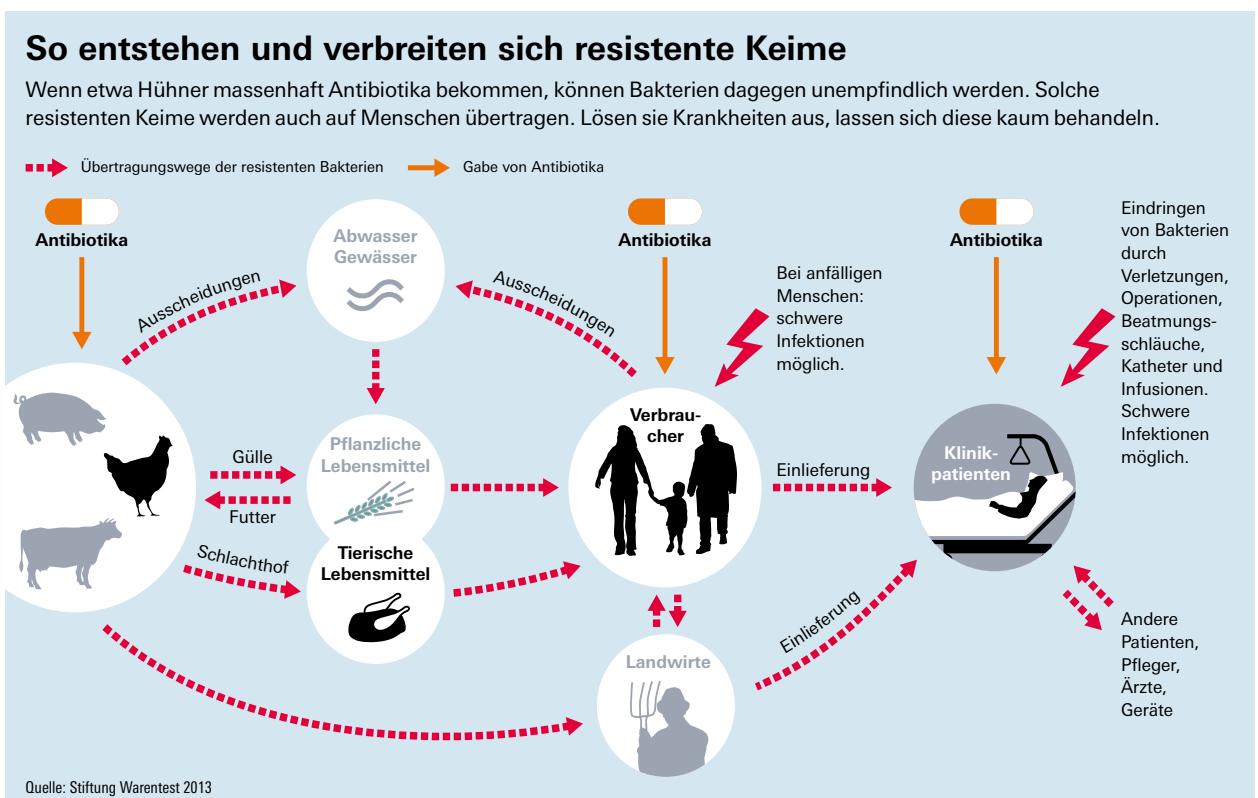 So entstehen und verbreiten sich resistente Keime
Wenn etwa Hühner massenhaft Antibiotika bekommen, können Bakterien dagegen unempfindlich werden. Solche
resistenten Keime werden auch auf Menschen übertragen. Lösen sie Krankheiten aus, lassen sich diese kaum behandeln.
Übertragungswege der resistenten Bakterien
Gabe von Antibiotika
Antibiotika
Abwasser
Gewässer
Antibiotika
Antibiotika
Ausscheidungen
Ausscheidungen
Bei anfälligen
Menschen:
schwere
Infektionen
möglich.
Eindringen
von Bakterien
durch
Verletzungen,
Operationen,
Beatmungs-
schläuche,
Katheter und
Infusionen.
Schwere
Infektionen
möglich.
Gülle
Futter
Schlachthof
Pflanzliche
Lebensmittel
Tierische
Lebensmittel
Verbrau-
cher
Einlieferung
Klinik-
patienten
Landwirte
Einlieferung
Andere
Patienten,
Pfleger,
Ärzte,
Geräte
Quelle: Stiftung Warentest 2013